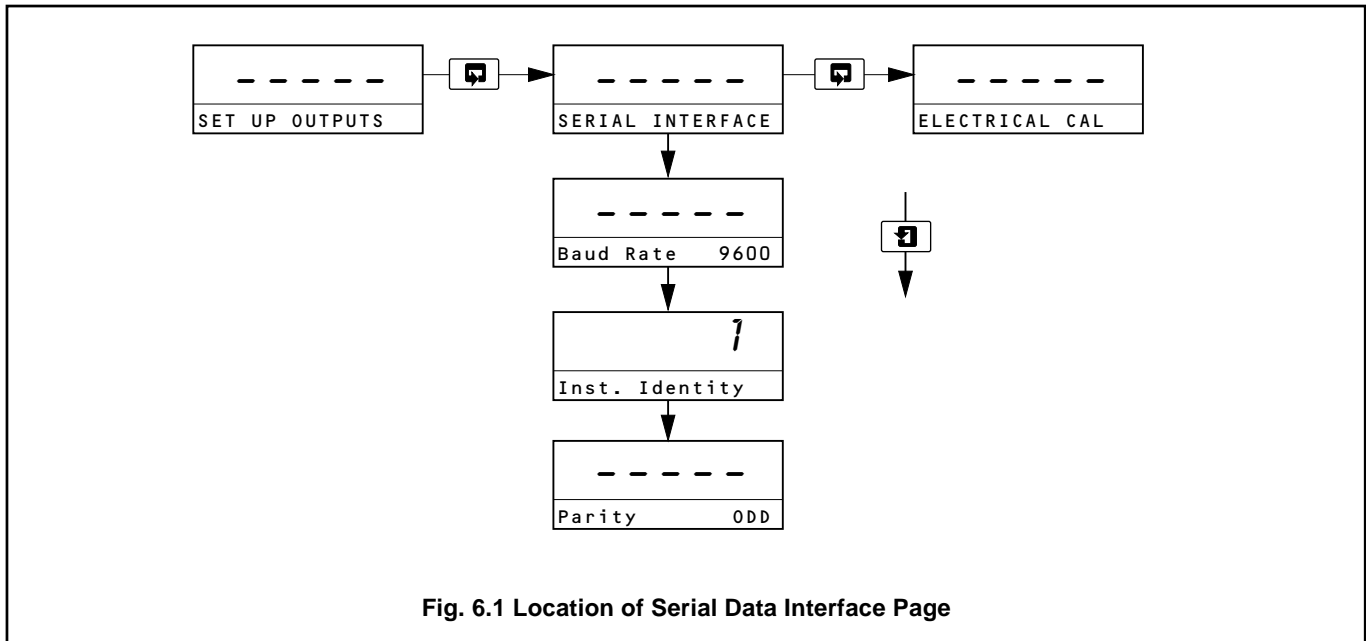 - - - - -
SET UP OUTPUTS
- - - - -
SERIAL INTERFACE
- - - - -
ELECTRICAL CAL
- - - - -
Baud Rate 9600
1
Inst. Identity
- - - - -
Parity ODD
Fig. 6.1 Location of Serial Data Interface Page